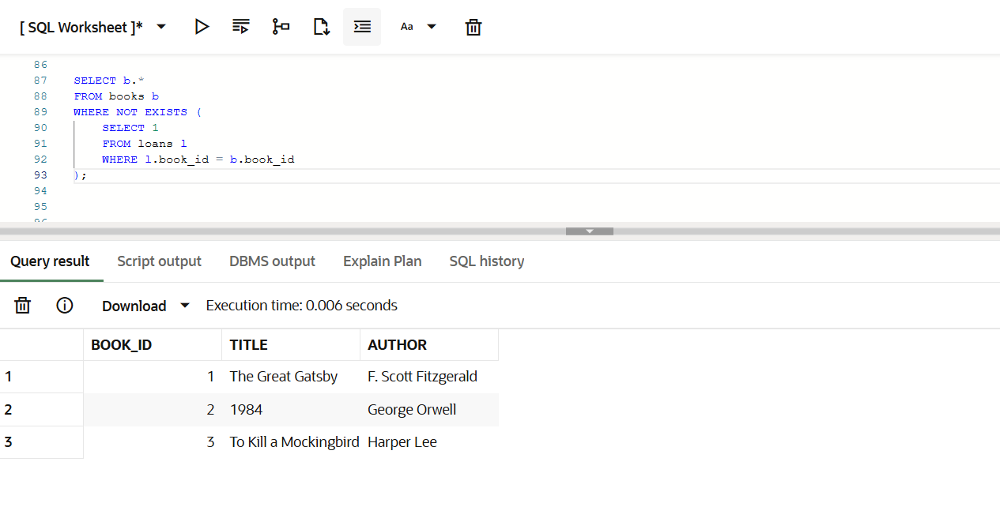 [ SQL Worksheet ]* Aa
86
87 SELECT b.*
88 FROM books b
89 WHERE NOT EXISTS (
90 SELECT 1
91 FROM loans l
92 WHERE l.book_id = b.book_id
93 );
94
95
Query result Script output DBMS output Explain Plan SQL history
Download Execution time: 0.006 seconds
BOOK_ID TITLE AUTHOR
1 1 The Great Gatsby F. Scott Fitzgerald
2 2 1984 George Orwell
3 3 To Kill a Mockingbird Harper Lee